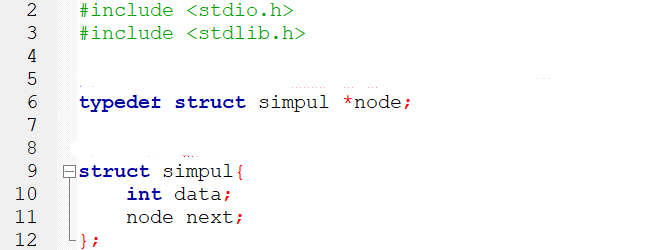 2 #include <stdio.h>
3 #include <stdlib.h>
4
5
6 typedef struct simpul *node;
7
8
9 struct simpul{
10 int data;
11 node next;
12 };